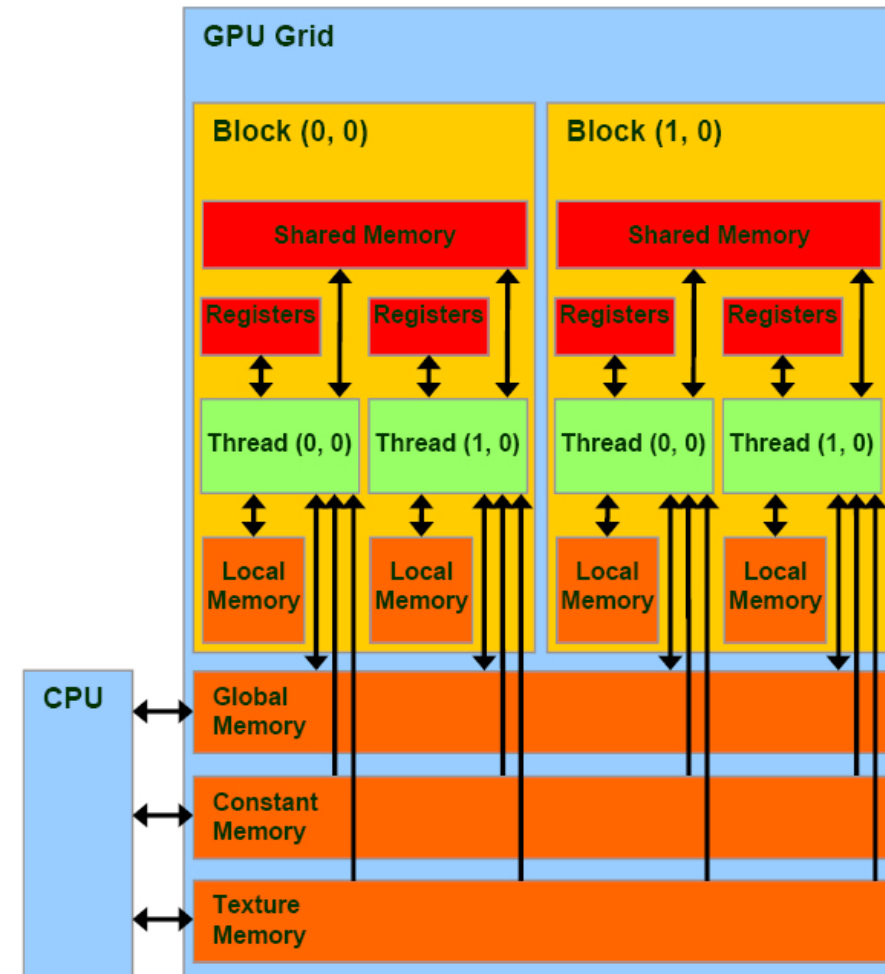 GPU Grid
Block (0, 0)
Block (1, 0)
Shared Memory
Shared Memory
Registers
Registers
Registers
Registers
Thread (0, 0)
Thread (1, 0)
Thread (0, 0)
Thread (1, 0)
Local
Memory
Local
Memory
Local
Memory
Local
Memory
CPU
Global
Memory
Constant
Memory
Texture
Memory